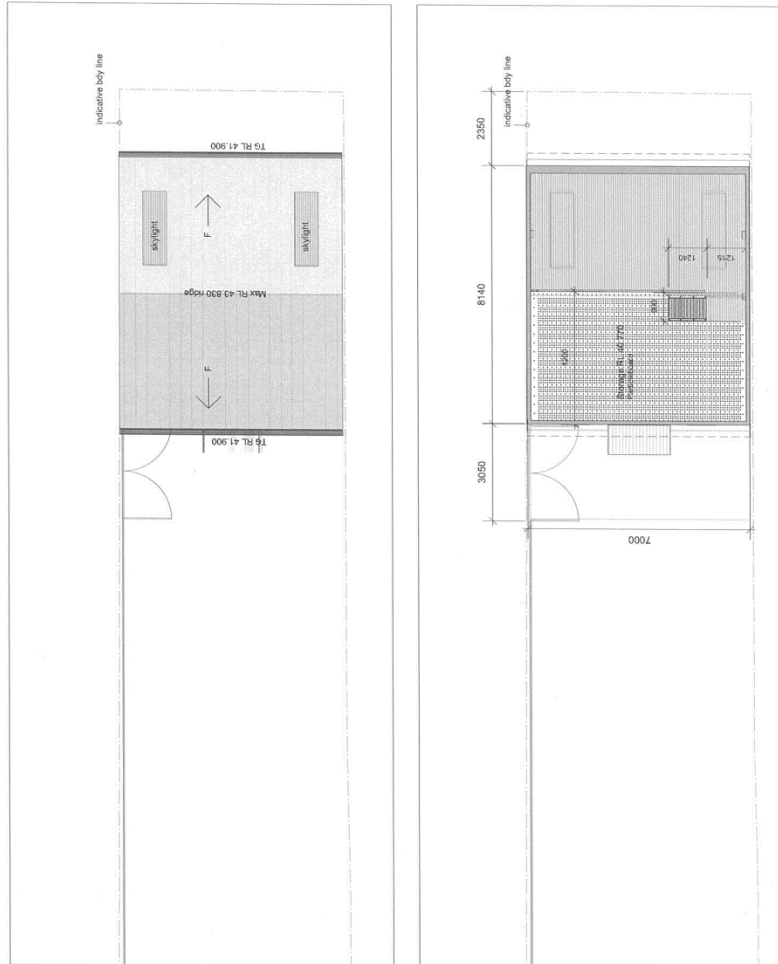 indicative bdy line
TG RL 41.900
skylight
skylight
F
Max RL 43.830 ridge
F
TG RL 41.900
indicative bdy line
2350
8140
3050
1240
1215
900
4200
Storage RL 40.770
Particleboard
7000